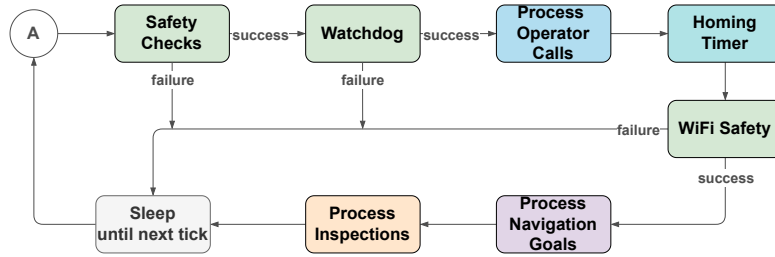 A
Safety
Checks
success
Watchdog
success
Process
Operator
Calls
Homing
Timer
failure
failure
failure
WiFi Safety
success
Sleep
until next tick
Process
Inspections
Process
Navigation
Goals